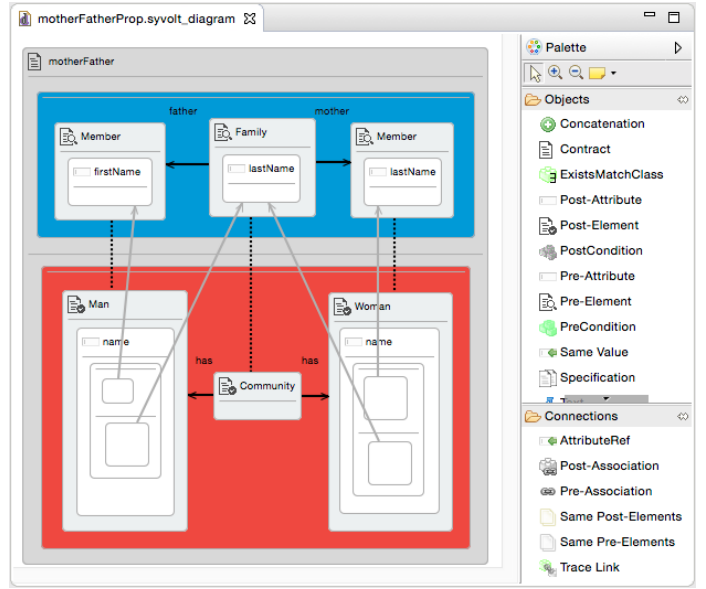 motherFatherProp.syvolt_diagram
motherFather
father
mother
Member
Family
Member
firstName
lastName
lastName
Man
Woman
name
name
has
has
Community
Palette
Objects
Concatenation
Contract
ExistsMatchClass
Post-Attribute
Post-Element
PostCondition
Pre-Attribute
Pre-Element
PreCondition
Same Value
Specification
Connections
AttributeRef
Post-Association
Pre-Association
Same Post-Elements
Same Pre-Elements
Trace Link